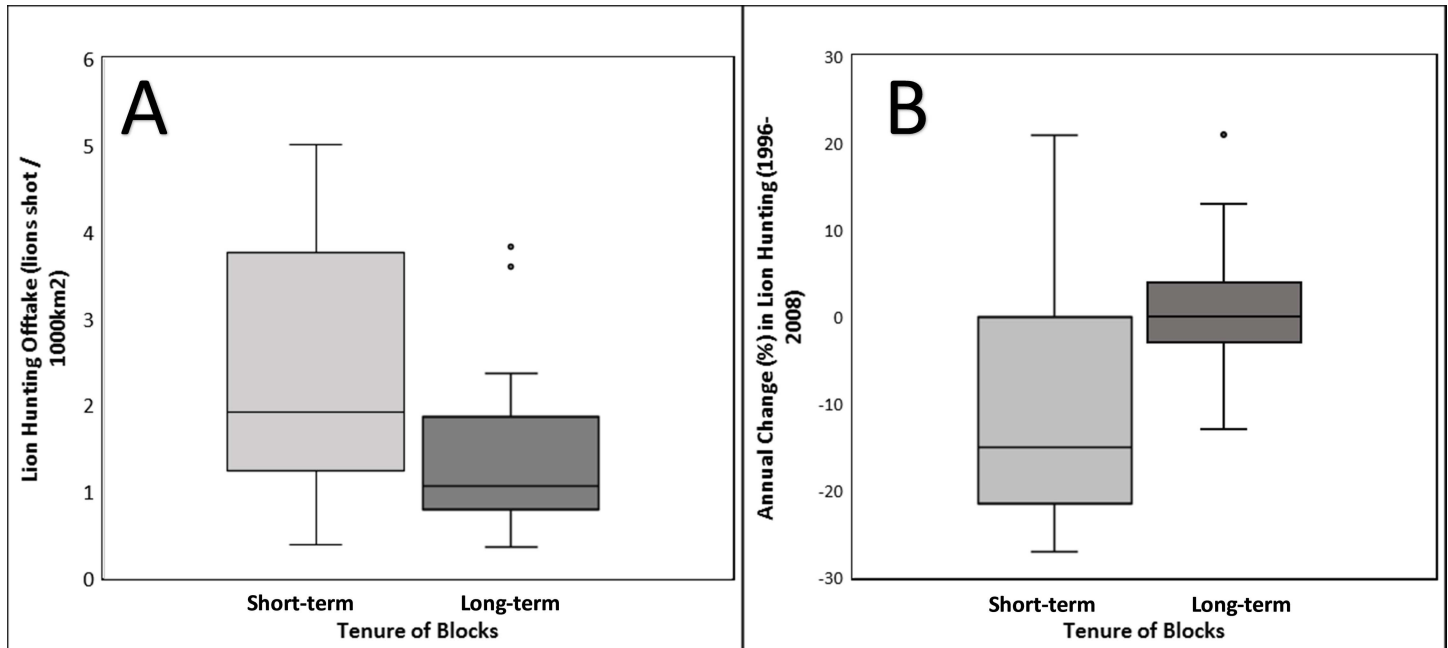 A
Lion Hunting Offtake (lions shot /
1000km2)
6
5
4
3
2
1
0
Short-term Long-term
Tenure of Blocks
B
Annual Change (%) in Lion Hunting (1996-
2008)
30
20
10
0
-10
-20
-30
Short-term Long-term
Tenure of Blocks